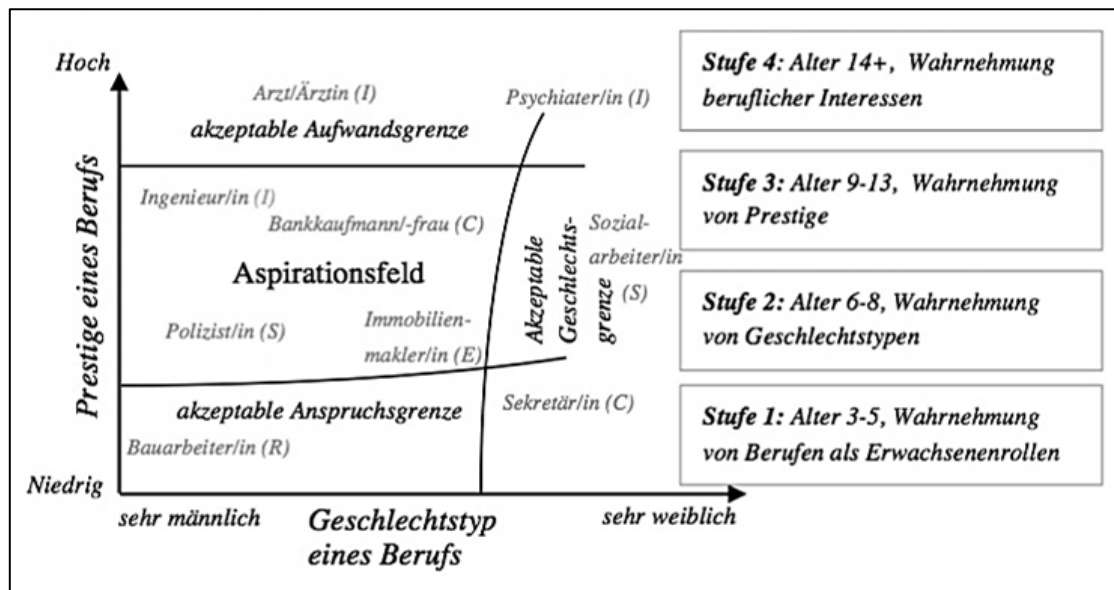 Hoch
Arzt/Ärztin (I)
Psychiater/in (I)
akzeptable Aufwandsgrenze
Prestige eines Berufs
Ingenieur/in (I)
Bankkaufmann/-frau (C)
Aspirationsfeld
Akzeptable
Geschlechts-
grenze
Sozial-
arbeiter/in
(S)
Polizist/in (S)
Immobilien-
makler/in (E)
akzeptable Anspruchsgrenze
Sekretär/in (C)
Bauarbeiter/in (R)
Niedrig
sehr männlich
Geschlechtstyp
eines Berufs
sehr weiblich
Stufe 4: Alter 14+, Wahrnehmung
beruflicher Interessen
Stufe 3: Alter 9-13, Wahrnehmung
von Prestige
Stufe 2: Alter 6-8, Wahrnehmung
von Geschlechtstypen
Stufe 1: Alter 3-5, Wahrnehmung
von Berufen als Erwachsenenrollen